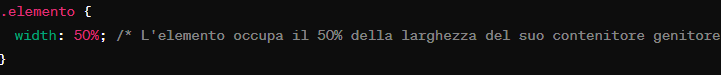 .elemento {
  width: 50%; /* L'elemento occupa il 50% della larghezza del suo contenitore genitore
}